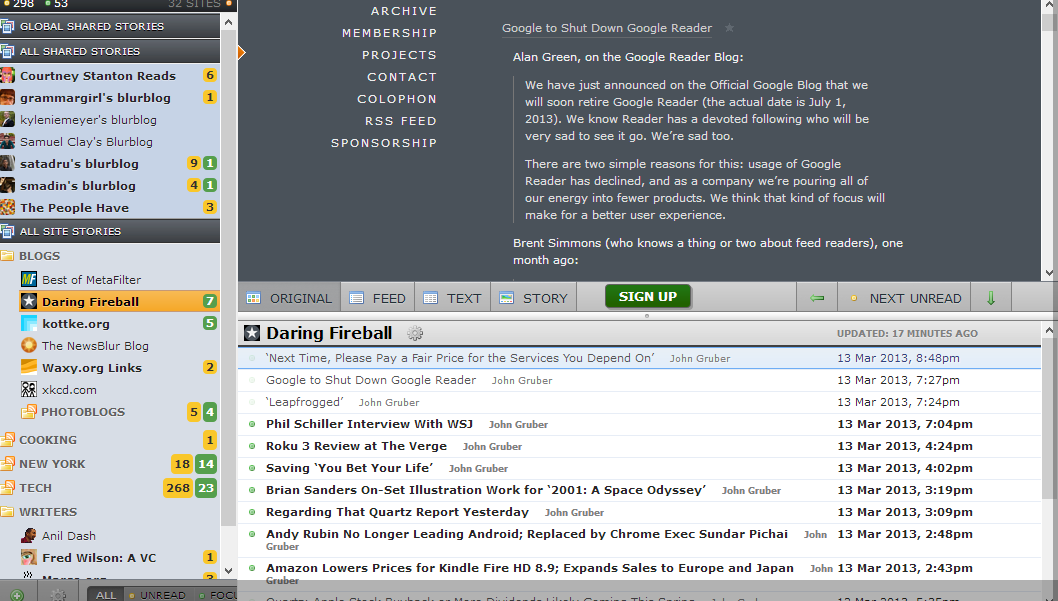 298 53 32 SITES
GLOBAL SHARED STORIES
ALL SHARED STORIES
Courtney Stanton Reads 6
grammargirl's blurblog 1
kyleniemeyer's blurblog
Samuel Clay's Blurblog
satadru's blurblog 9 1
smadin's blurblog 4 1
The People Have 3
ALL SITE STORIES
BLOGS
Best of MetaFilter
Daring Fireball 7
kottke.org 5
The NewsBlur Blog
Waxy.org Links 2
xkcd.com
PHOTOBLOGS 5 4
COOKING 1
NEW YORK 18 14
TECH 268 23
WRITERS
Anil Dash
Fred Wilson: A VC 1
ALL UNREAD FOCU
ARCHIVE
MEMBERSHIP
PROJECTS
CONTACT
COLOPHON
RSS FEED
SPONSORSHIP
Google to Shut Down Google Reader ★
Alan Green, on the Google Reader Blog:
We have just announced on the Official Google Blog that we
will soon retire Google Reader (the actual date is July 1,
2013). We know Reader has a devoted following who will be
very sad to see it go. We're sad too.
There are two simple reasons for this: usage of Google
Reader has declined, and as a company we're pouring all of
our energy into fewer products. We think that kind of focus will
make for a better user experience.
Brent Simmons (who knows a thing or two about feed readers), one
month ago:
ORIGINAL FEED TEXT STORY SIGN UP NEXT UNREAD
Daring Fireball UPDATED: 17 MINUTES AGO
‘Next Time, Please Pay a Fair Price for the Services You Depend On’ John Gruber 13 Mar 2013, 8:48pm
Google to Shut Down Google Reader John Gruber 13 Mar 2013, 7:27pm
‘Leapfrogged’ John Gruber 13 Mar 2013, 7:24pm
Phil Schiller Interview With WSJ John Gruber 13 Mar 2013, 7:04pm
Roku 3 Review at The Verge John Gruber 13 Mar 2013, 4:24pm
Saving ‘You Bet Your Life’ John Gruber 13 Mar 2013, 4:02pm
Brian Sanders On-Set Illustration Work for ‘2001: A Space Odyssey’ John Gruber 13 Mar 2013, 3:19pm
Regarding That Quartz Report Yesterday John Gruber 13 Mar 2013, 3:09pm
Andy Rubin No Longer Leading Android; Replaced by Chrome Exec Sundar Pichai John 13 Mar 2013, 2:48pm
Gruber
Amazon Lowers Prices for Kindle Fire HD 8.9; Expands Sales to Europe and Japan John 13 Mar 2013, 2:43pm
Gruber